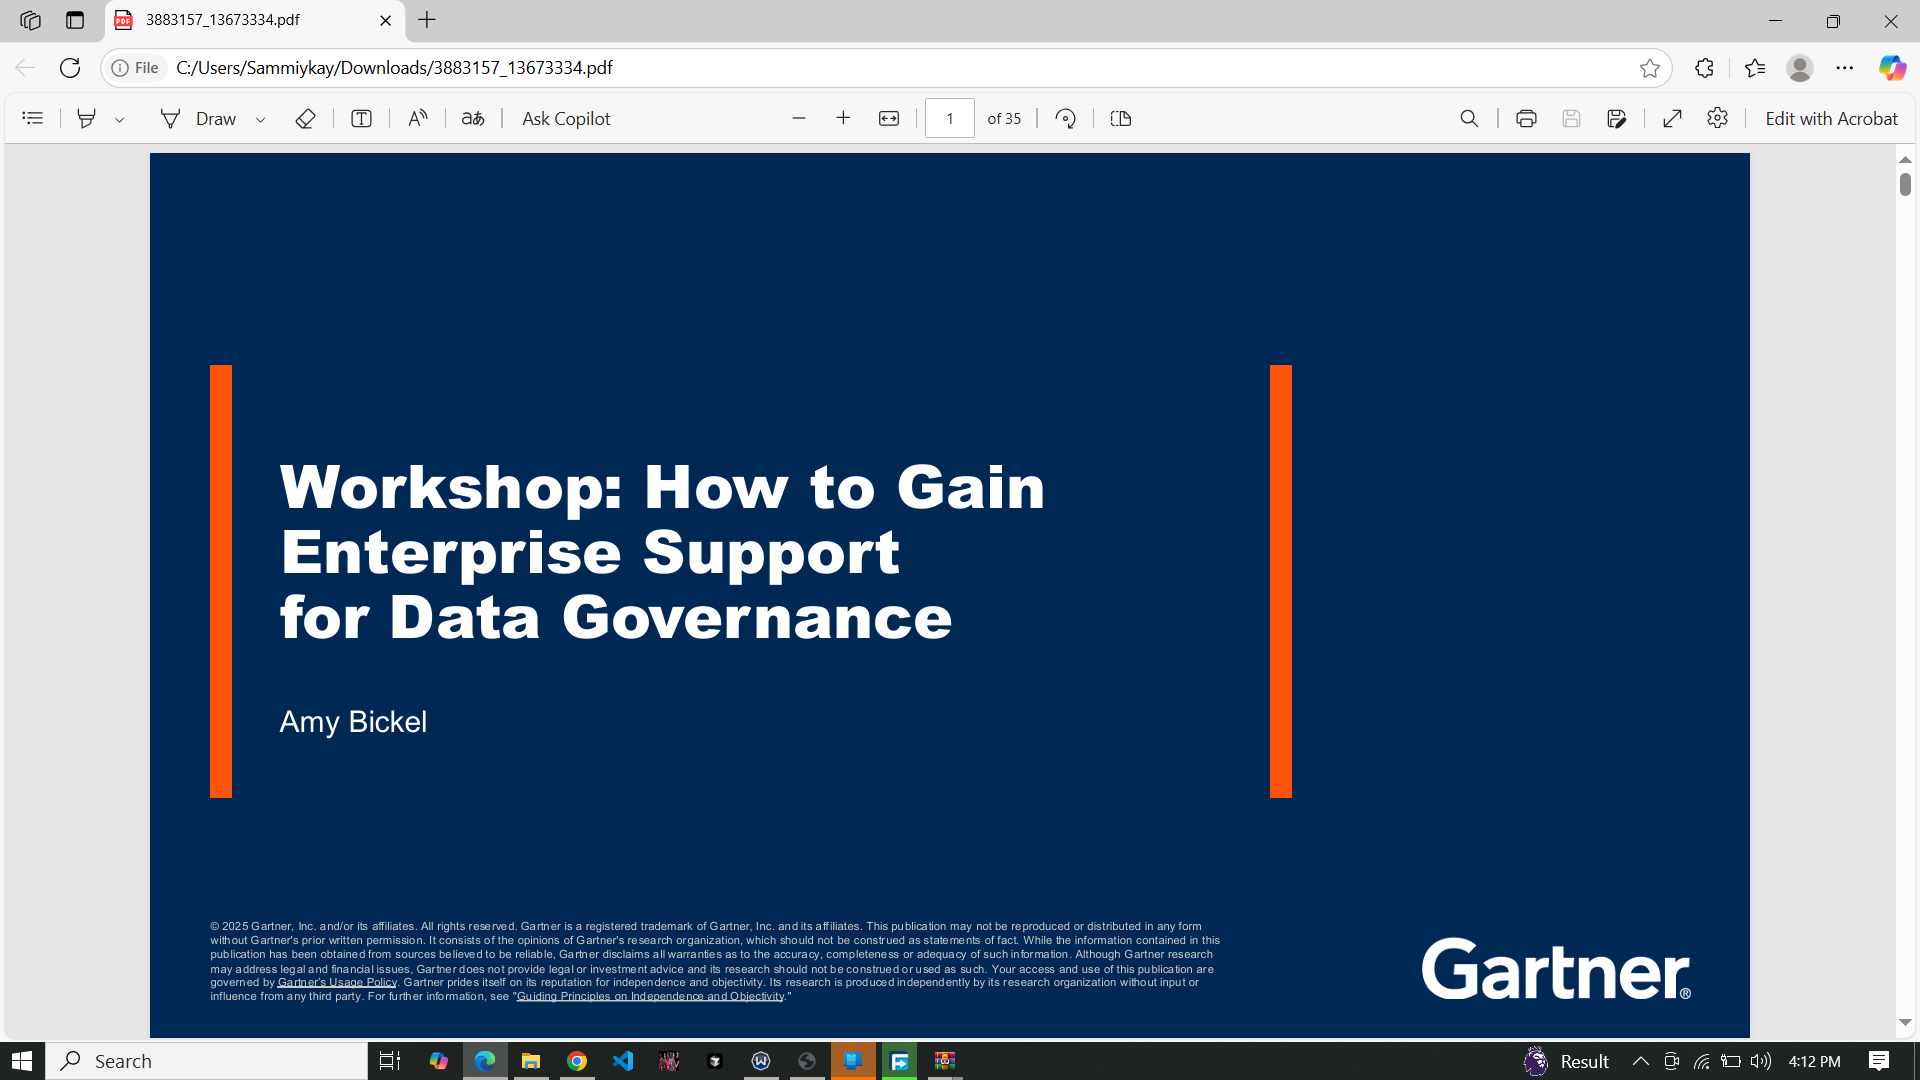 3883157_13673334.pdf
File
C:/Users/Sammiykay/Downloads/3883157_13673334.pdf
Draw
aあ
Ask Copilot
1
of 35
Edit with Acrobat
Workshop: How to Gain
Enterprise Support
for Data Governance
Amy Bickel
© 2025 Gartner, Inc. and/or its affiliates. All rights reserved. Gartner is a registered trademark of Gartner, Inc. and its affiliates. This publication may not be reproduced or distributed in any form
without Gartner's prior written permission. It consists of the opinions of Gartner's research organization, which should not be construed as statements of fact. While the information contained in this
publication has been obtained from sources believed to be reliable, Gartner disclaims all warranties as to the accuracy, completeness or adequacy of such information. Although Gartner research
may address legal and financial issues, Gartner does not provide legal or investment advice and its research should not be construed or used as such. Your access and use of this publication are
governed by Gartner's Usage Policy. Gartner prides itself on its reputation for independence and objectivity. Its research is produced independently by its research organization without input or
influence from any third party. For further information, see "Guiding Principles on Independence and Objectivity."
Gartner®
Search
Result
4:12 PM